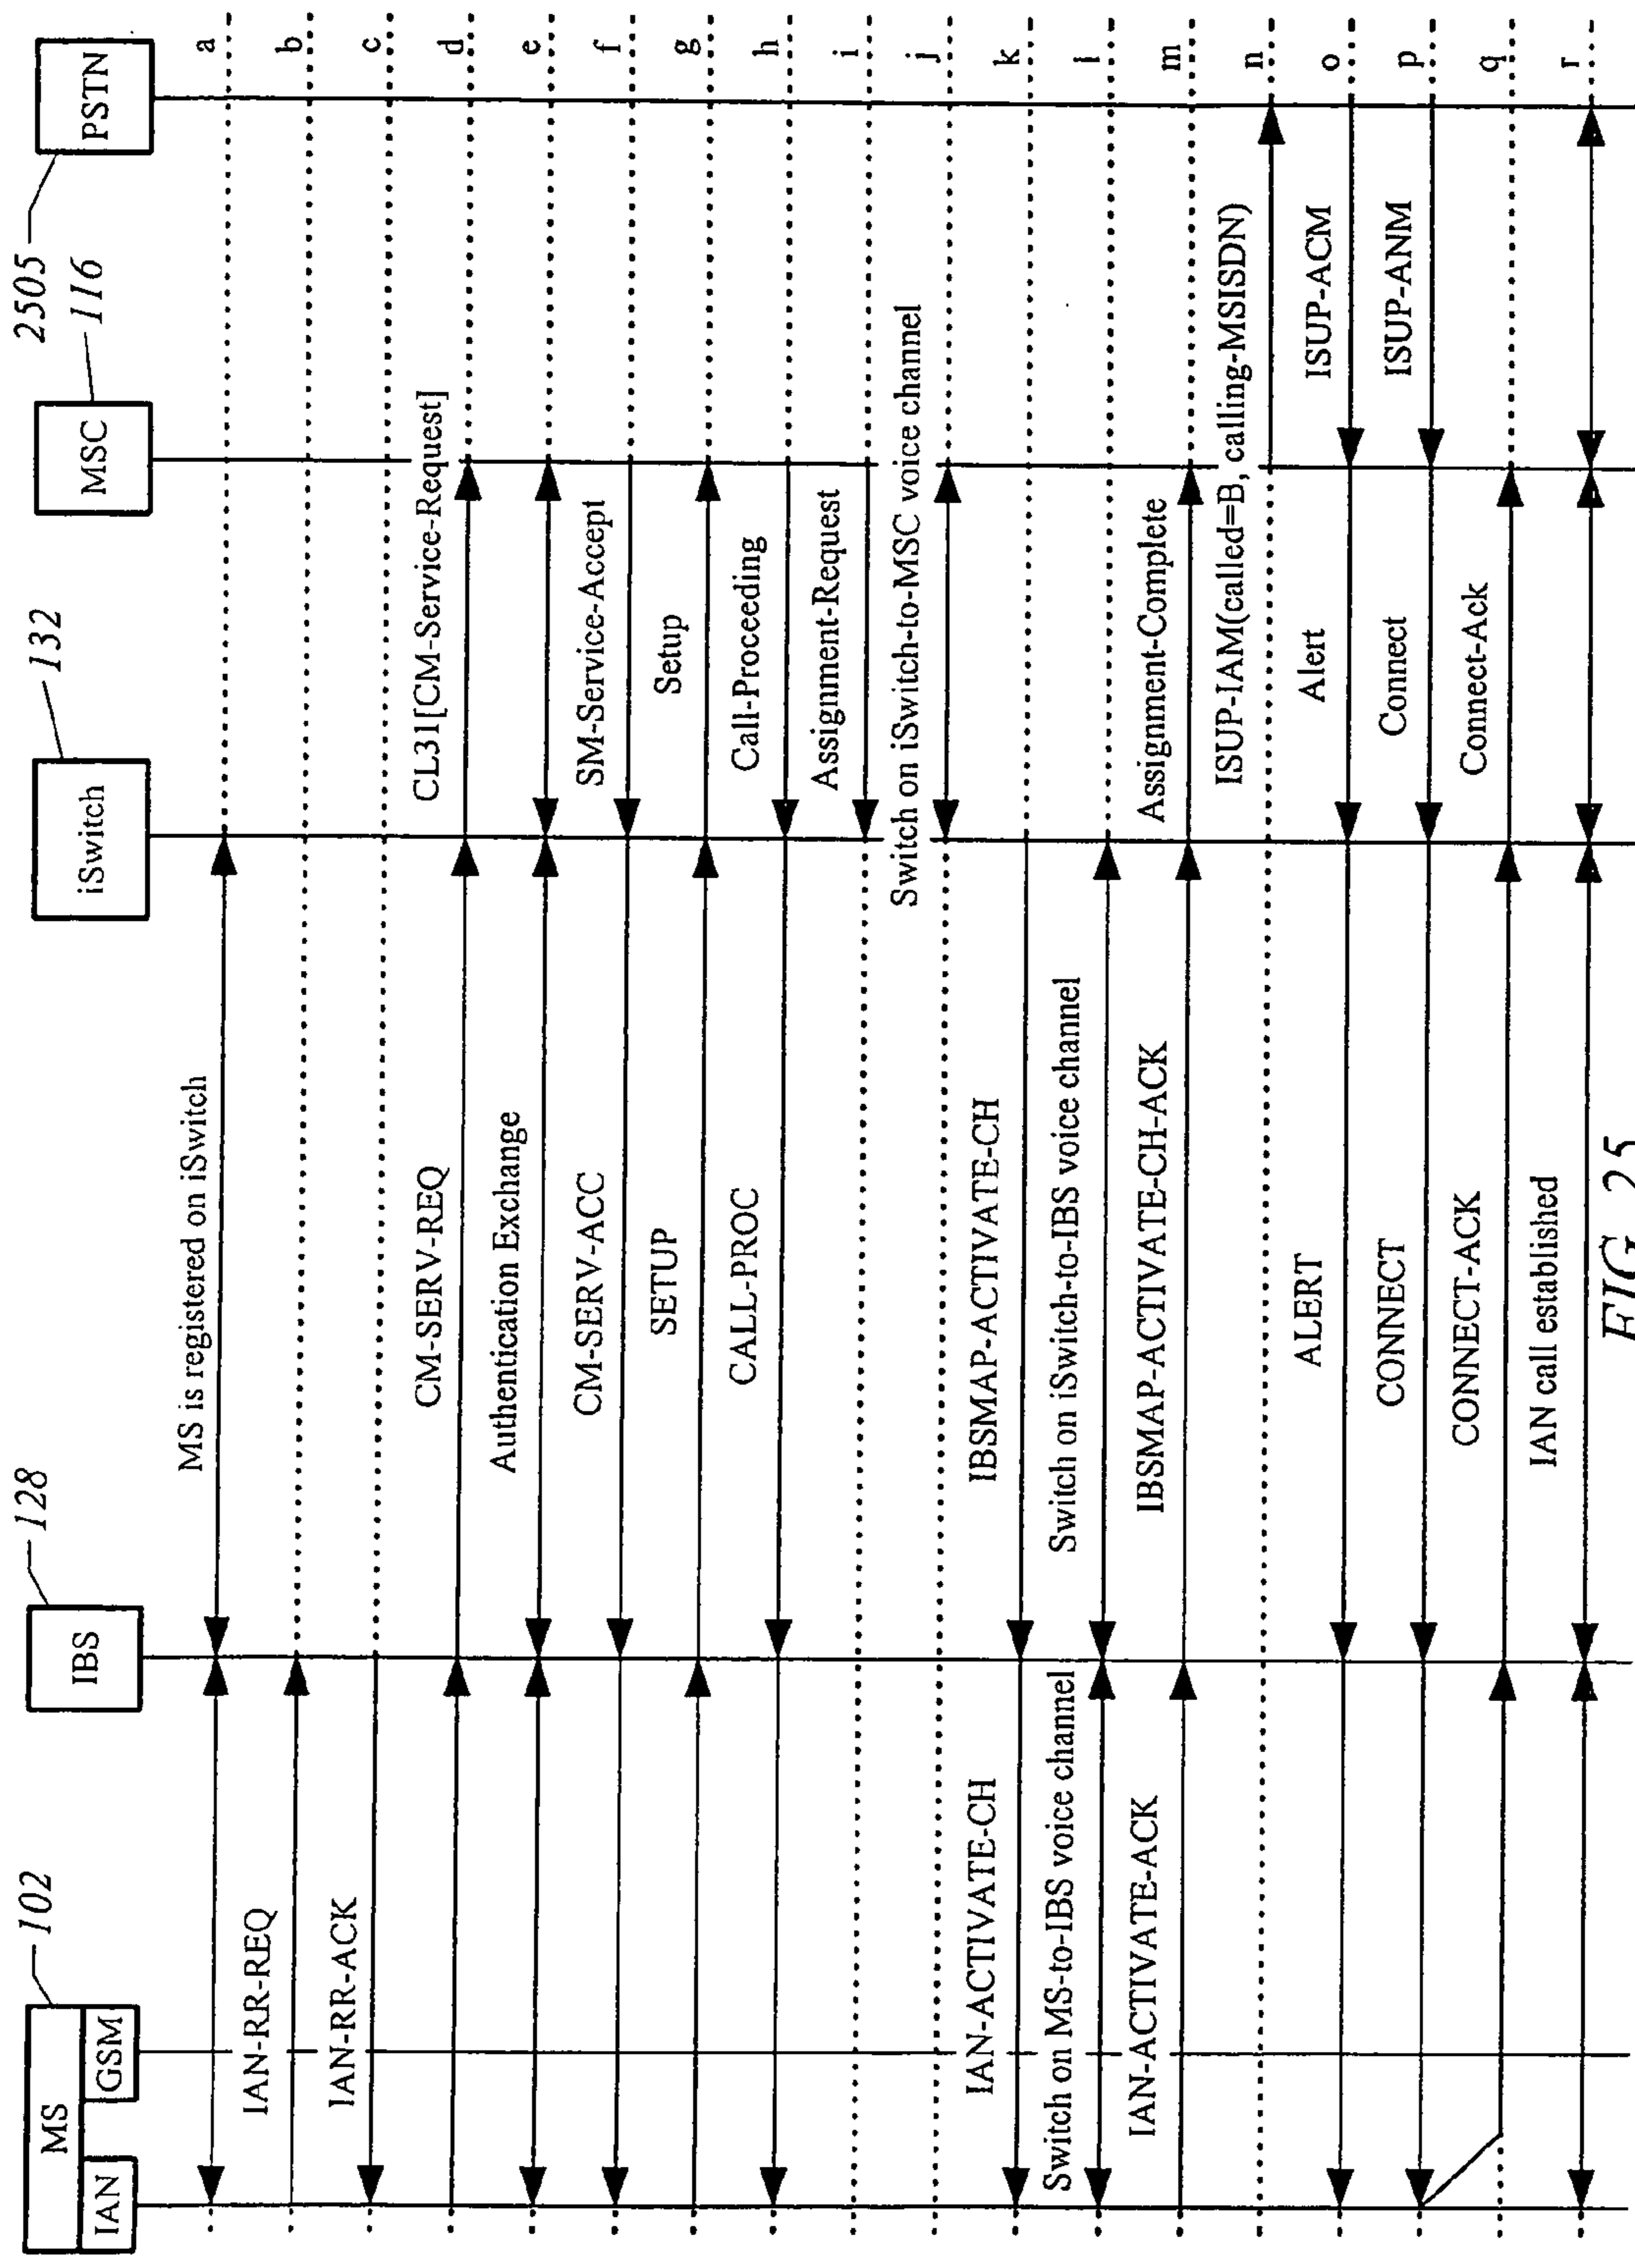 102
128
132
116
2505
MS
IAN
GSM
IBS
iSwitch
MSC
PSTN
MS is registered on iSwitch
a
IAN-RR-REQ
b
IAN-RR-ACK
c
CM-SERV-REQ
CL31[CM-Service-Request]
d
Authentication Exchange
e
CM-SERV-ACC
SM-Service-Accept
f
SETUP
Setup
g
CALL-PROC
Call-Proceeding
h
Assignment-Request
i
Switch on iSwitch-to-MSC voice channel
j
IAN-ACTIVATE-CH
IBSMAP-ACTIVATE-CH
k
Switch on MS-to-IBS voice channel
Switch on iSwitch-to-IBS voice channel
l
IAN-ACTIVATE-ACK
IBSMAP-ACTIVATE-CH-ACK
Assignment-Complete
m
ISUP-IAM(called=B, calling-MSISDN)
n
ALERT
Alert
ISUP-ACM
o
CONNECT
Connect
ISUP-ANM
p
CONNECT-ACK
Connect-Ack
q
IAN call established
r
FIG. 25